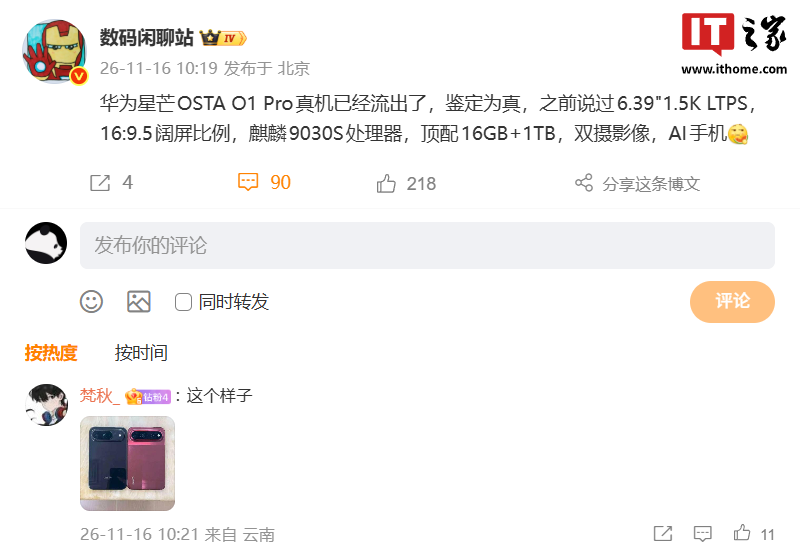 数码闲聊站 IV
IT之家
www.ithome.com
26-11-16 10:19 发布于 北京
华为星芒OSTA O1 Pro真机已经流出了，鉴定为真，之前说过6.39"1.5K LTPS，
16:9.5阔屏比例，麒麟9030S处理器，顶配16GB+1TB，双摄影像，AI手机
4 90 218 分享这条博文
发布你的评论
同时转发 评论
按热度 按时间
梵秋_ 钻粉4：这个样子
26-11-16 10:21 来自 云南 11